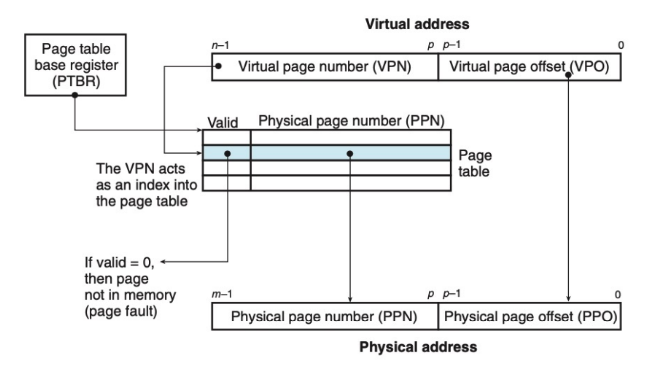 Virtual address
Page table
base register
(PTBR)
n–1
p p–1
0
Virtual page number (VPN)
Virtual page offset (VPO)
Valid
Physical page number (PPN)
The VPN acts
as an index into
the page table
Page
table
If valid = 0,
then page
not in memory
(page fault)
m–1
p p–1
0
Physical page number (PPN)
Physical page offset (PPO)
Physical address